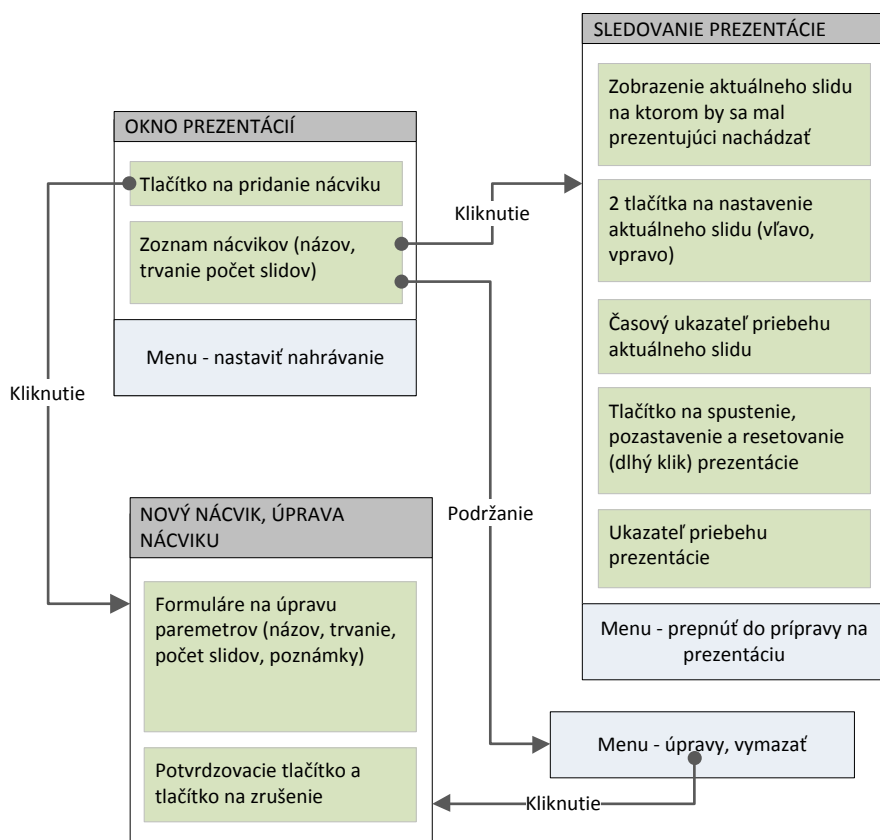 OKNO PREZENTÁCIÍ
Tlačítko na pridanie nácviku
Zoznam nácvikov (názov,
trvanie počet slidov)
Menu - nastaviť nahrávanie
Kliknutie
Kliknutie
Podržanie
SLEDOVANIE PREZENTÁCIE
Zobrazenie aktuálneho slidu
na ktorom by sa mal
prezentujúci nachádzať
2 tlačítka na nastavenie
aktuálneho slidu (vľavo,
vpravo)
Časový ukazateľ priebehu
aktuálneho slidu
Tlačítko na spustenie,
pozastavenie a resetovanie
(dlhý klik) prezentácie
Ukazateľ priebehu
prezentácie
Menu - prepnúť do prípravy na
prezentáciu
NOVÝ NÁCVIK, ÚPRAVA
NÁCVIKU
Formuláre na úpravu
paremetrov (názov, trvanie,
počet slidov, poznámky)
Potvrdzovacie tlačítko a
tlačítko na zrušenie
Menu - úpravy, vymazať
Kliknutie